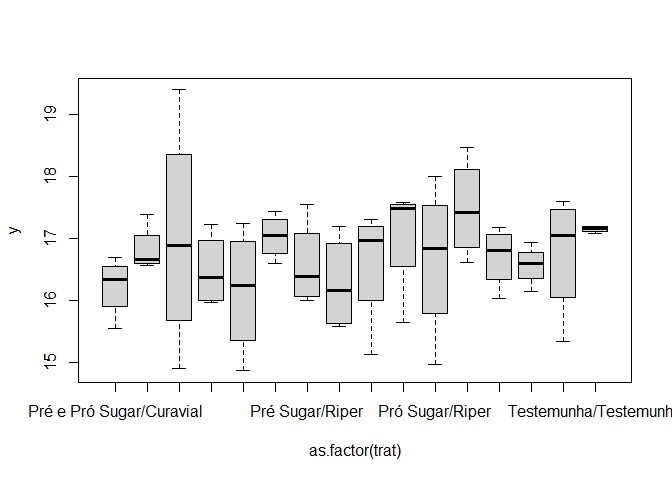 19
18
17
16
15
y
Pré e Pró Sugar/Curavial Pré Sugar/Riper Pró Sugar/Riper Testemunha/Testemunh
as.factor(trat)